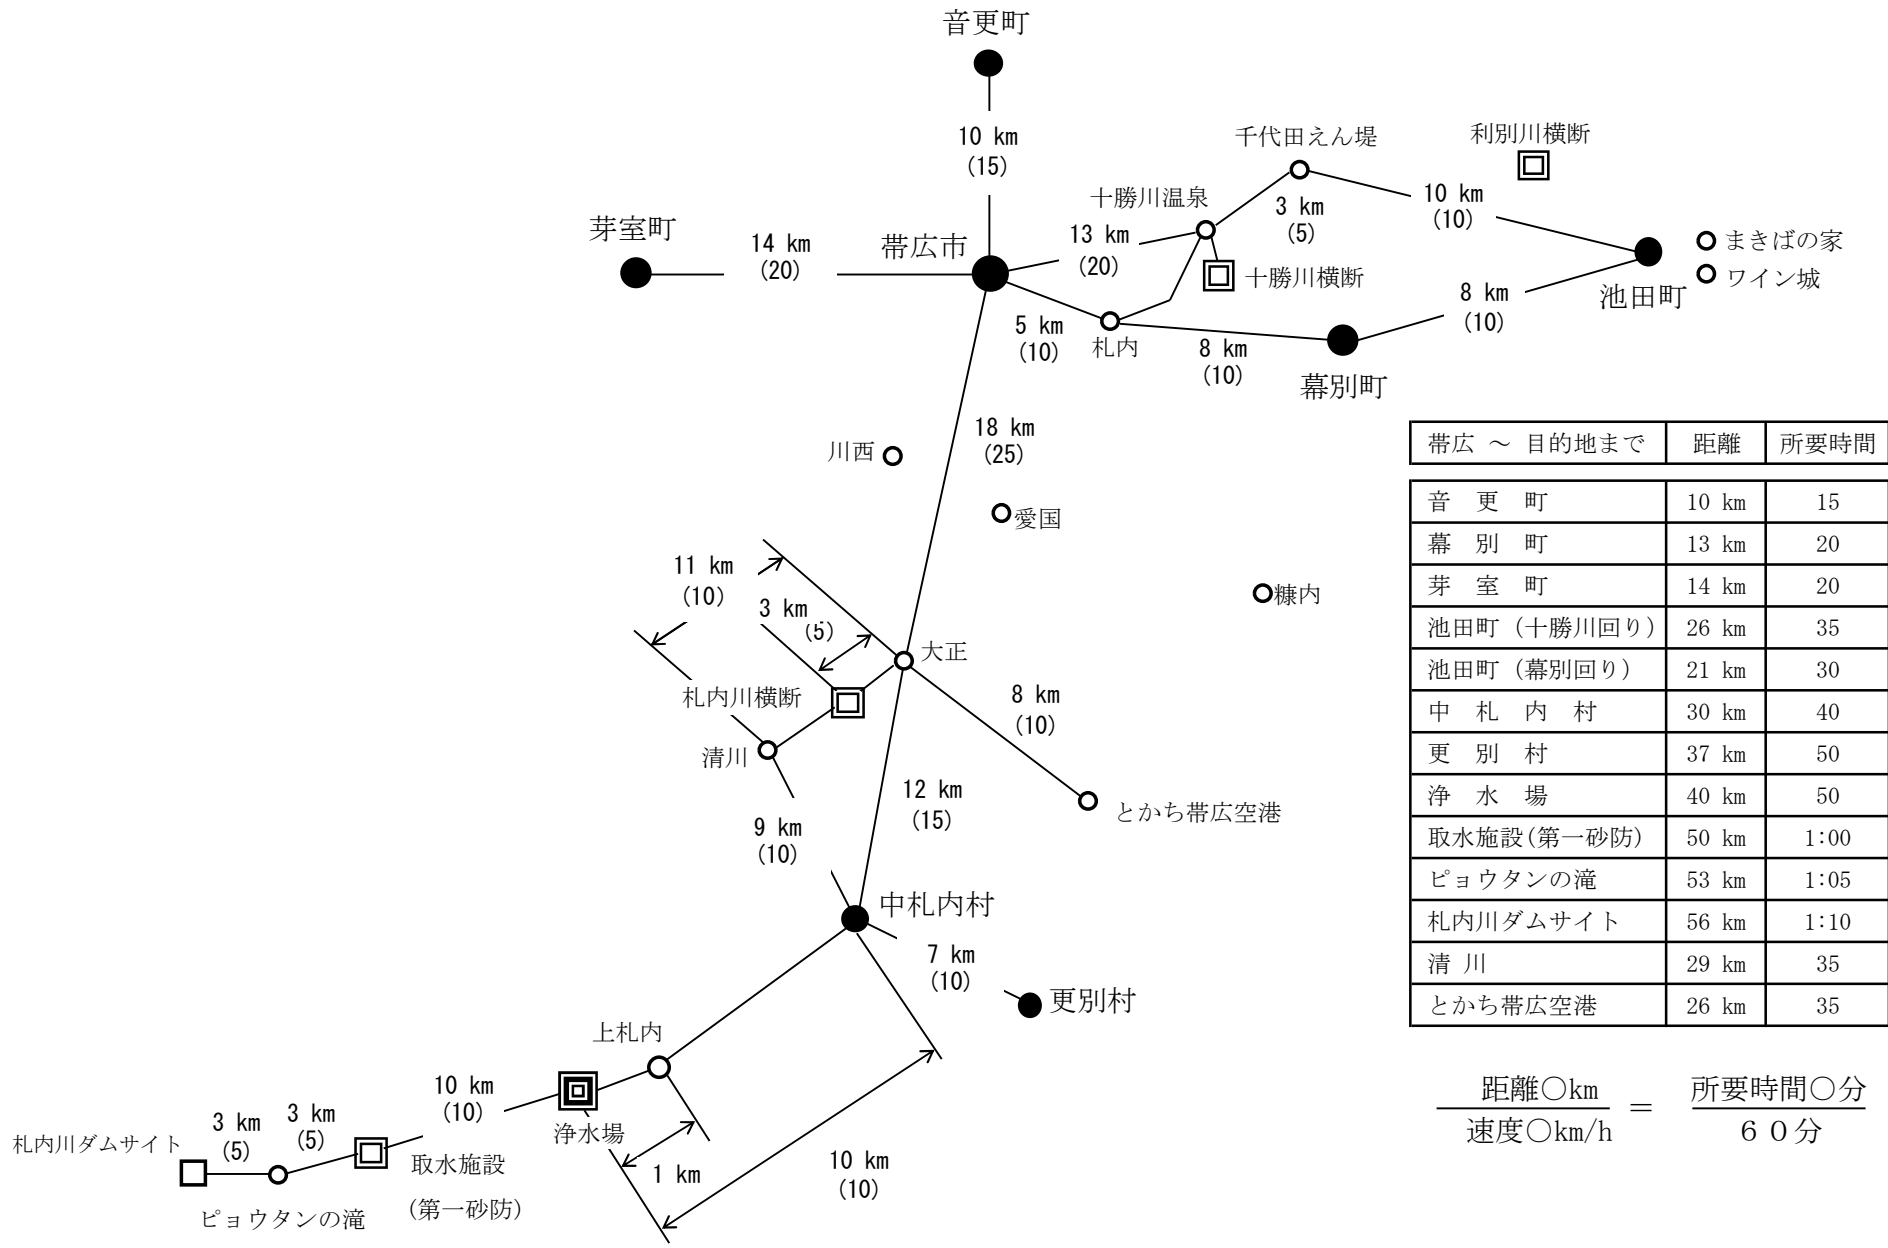 音更町
10 km
(15)
千代田えん堤
利別川横断
十勝川温泉
3 km
(5)
10 km
(10)
芽室町
14 km
(20)
帯広市
13 km
(20)
十勝川横断
まきばの家
ワイン城
池田町
8 km
(10)
5 km
(10)
札内
8 km
(10)
幕別町
18 km
(25)
川西
愛国
糠内
11 km
(10)
3 km
(5)
大正
札内川横断
清川
8 km
(10)
とかち帯広空港
12 km
(15)
9 km
(10)
中札内村
7 km
(10)
更別村
上札内
10 km
(10)
浄水場
1 km
10 km
(10)
3 km
(5)
3 km
(5)
札内川ダムサイト
ピョウタンの滝
取水施設
(第一砂防)
帯広 ～ 目的地まで 距離 所要時間
音 更 町 10 km 15
幕 別 町 13 km 20
芽 室 町 14 km 20
池田町 (十勝川回り) 26 km 35
池田町 (幕別回り) 21 km 30
中 札 内 村 30 km 40
更 別 村 37 km 50
浄 水 場 40 km 50
取水施設(第一砂防) 50 km 1:00
ピョウタンの滝 53 km 1:05
札内川ダムサイト 56 km 1:10
清 川 29 km 35
とかち帯広空港 26 km 35
距離○km
速度○km/h
=
所要時間○分
６０分